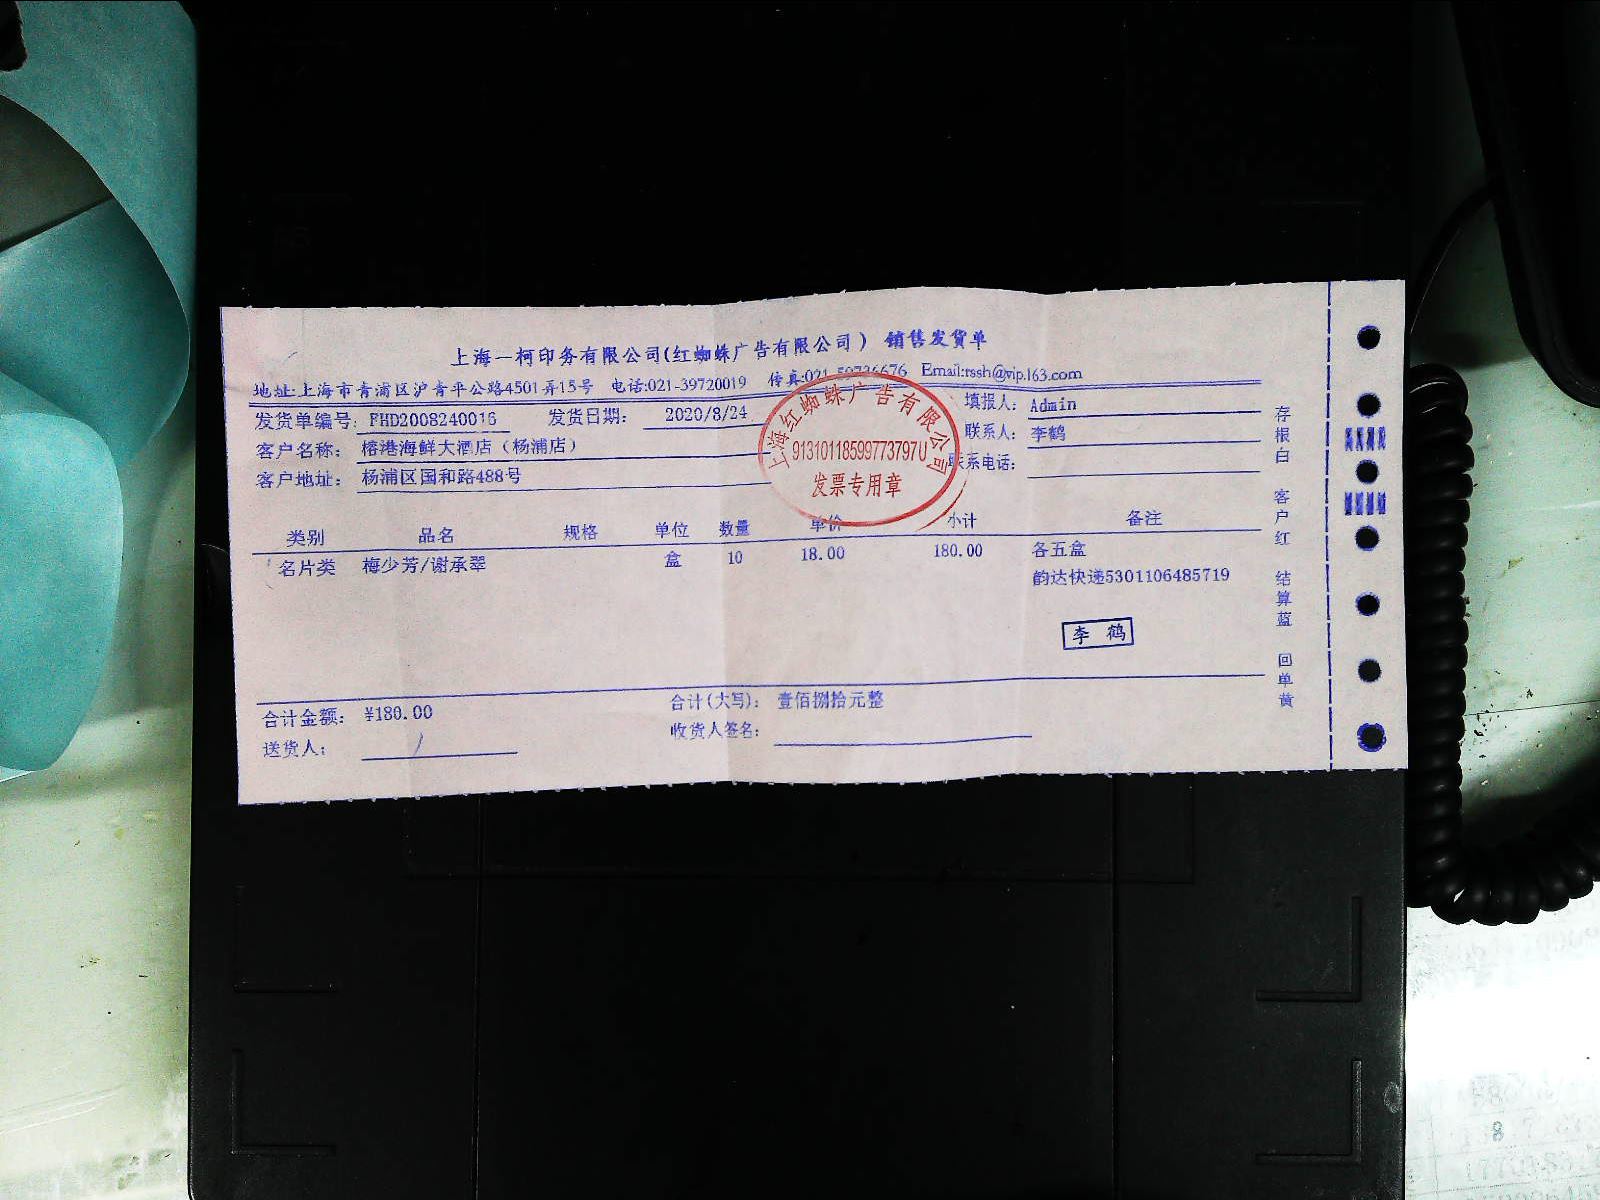 上海一柯印务有限公司(红蜘蛛广告有限公司) 销售发货单
地址:上海市青浦区沪青平公路4501弄15号 电话:021-39720019 传真:021-59736676 Email:rssh@vip.163.com
发货单编号: FHD2008240016 发货日期: 2020/8/24 填报人: Admin
客户名称: 榕港海鲜大酒店(杨浦店) 联系人: 李鹤
客户地址: 杨浦区国和路488号 联系电话:
上海红蜘蛛广告有限公司
91310118599773797U
发票专用章
类别 品名 规格 单位 数量 单价 小计 备注
名片类 梅少芳/谢承翠 盒 10 18.00 180.00 各五盒
韵达快递5301106485719
李 鹤
合计金额: ¥180.00 合计(大写): 壹佰捌拾元整
送货人: 收货人签名:
存根白 客户红 结算蓝 回单黄